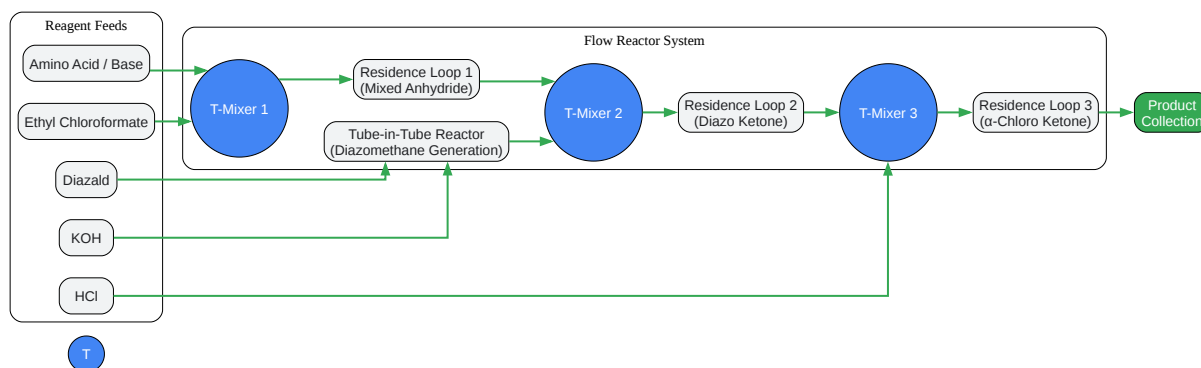 Reagent Feeds
Amino Acid / Base
Ethyl Chloroformate
Diazald
KOH
HCl
T
Flow Reactor System
T-Mixer 1
Residence Loop 1
(Mixed Anhydride)
Tube-in-Tube Reactor
(Diazomethane Generation)
T-Mixer 2
Residence Loop 2
(Diazo Ketone)
T-Mixer 3
Residence Loop 3
(α-Chloro Ketone)
Product
Collection